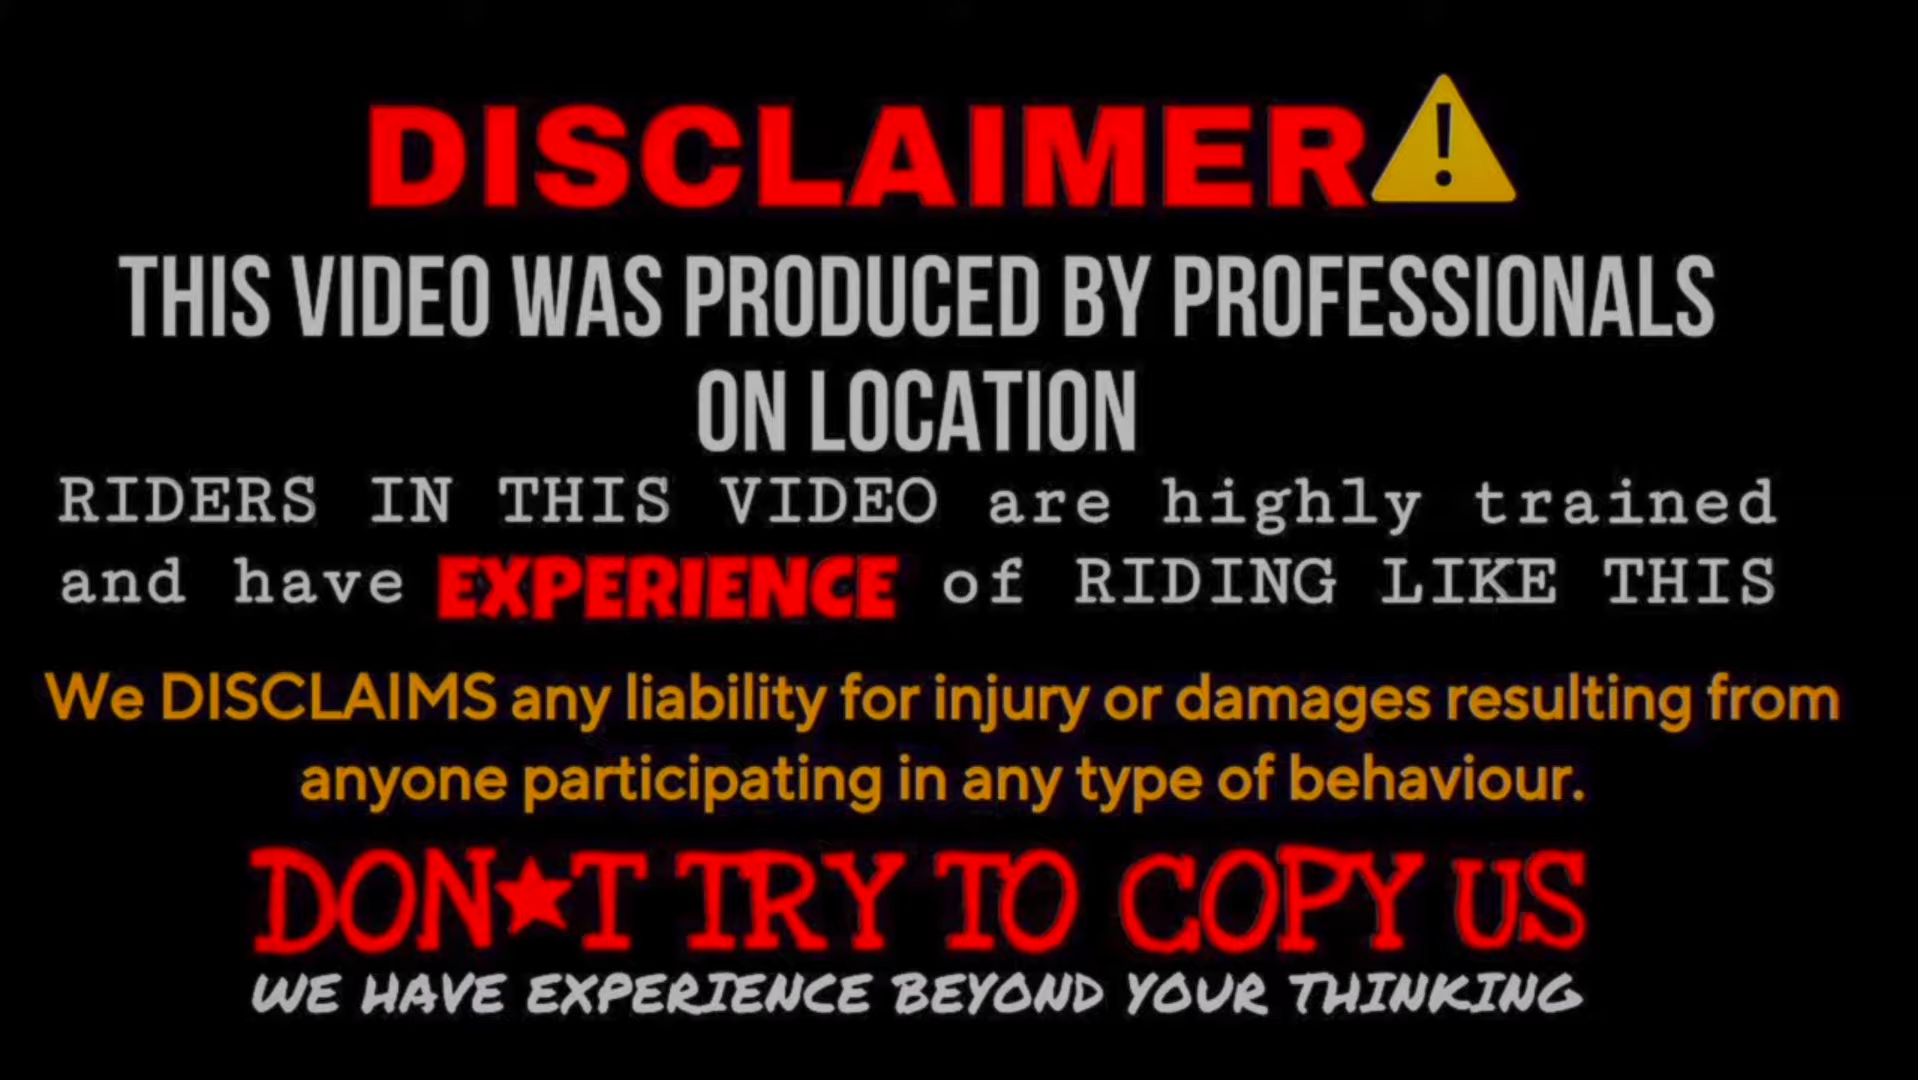 DISCLAIMER⚠
THIS VIDEO WAS PRODUCED BY PROFESSIONALS
ON LOCATION
RIDERS IN THIS VIDEO are highly trained
and have EXPERIENCE of RIDING LIKE THIS
We DISCLAIMS any liability for injury or damages resulting from
anyone participating in any type of behaviour.
DON★T TRY TO COPY US
WE HAVE EXPERIENCE BEYOND YOUR THINKING